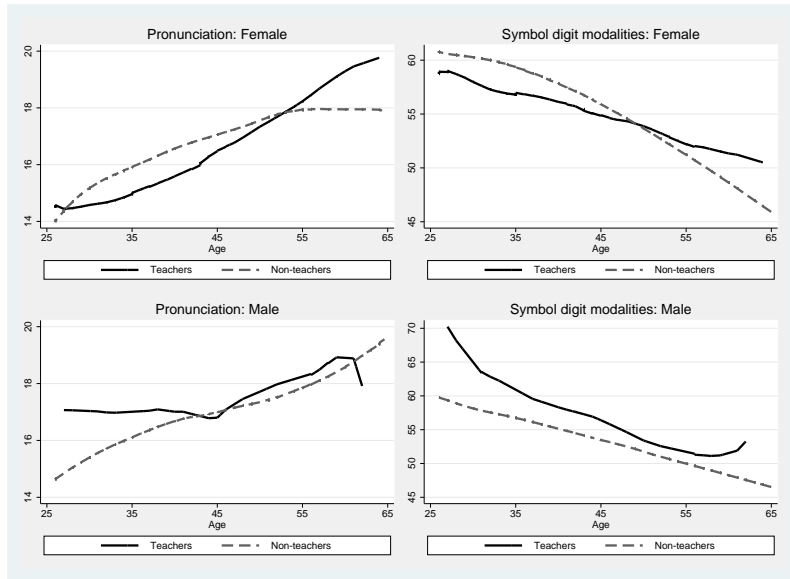 Pronunciation: Female
20
18
16
14
25 35 45 55 65
Age
Teachers Non-teachers
Symbol digit modalities: Female
60
55
50
45
25 35 45 55 65
Age
Teachers Non-teachers
Pronunciation: Male
20
18
16
14
25 35 45 55 65
Age
Teachers Non-teachers
Symbol digit modalities: Male
70
65
60
55
50
45
25 35 45 55 65
Age
Teachers Non-teachers